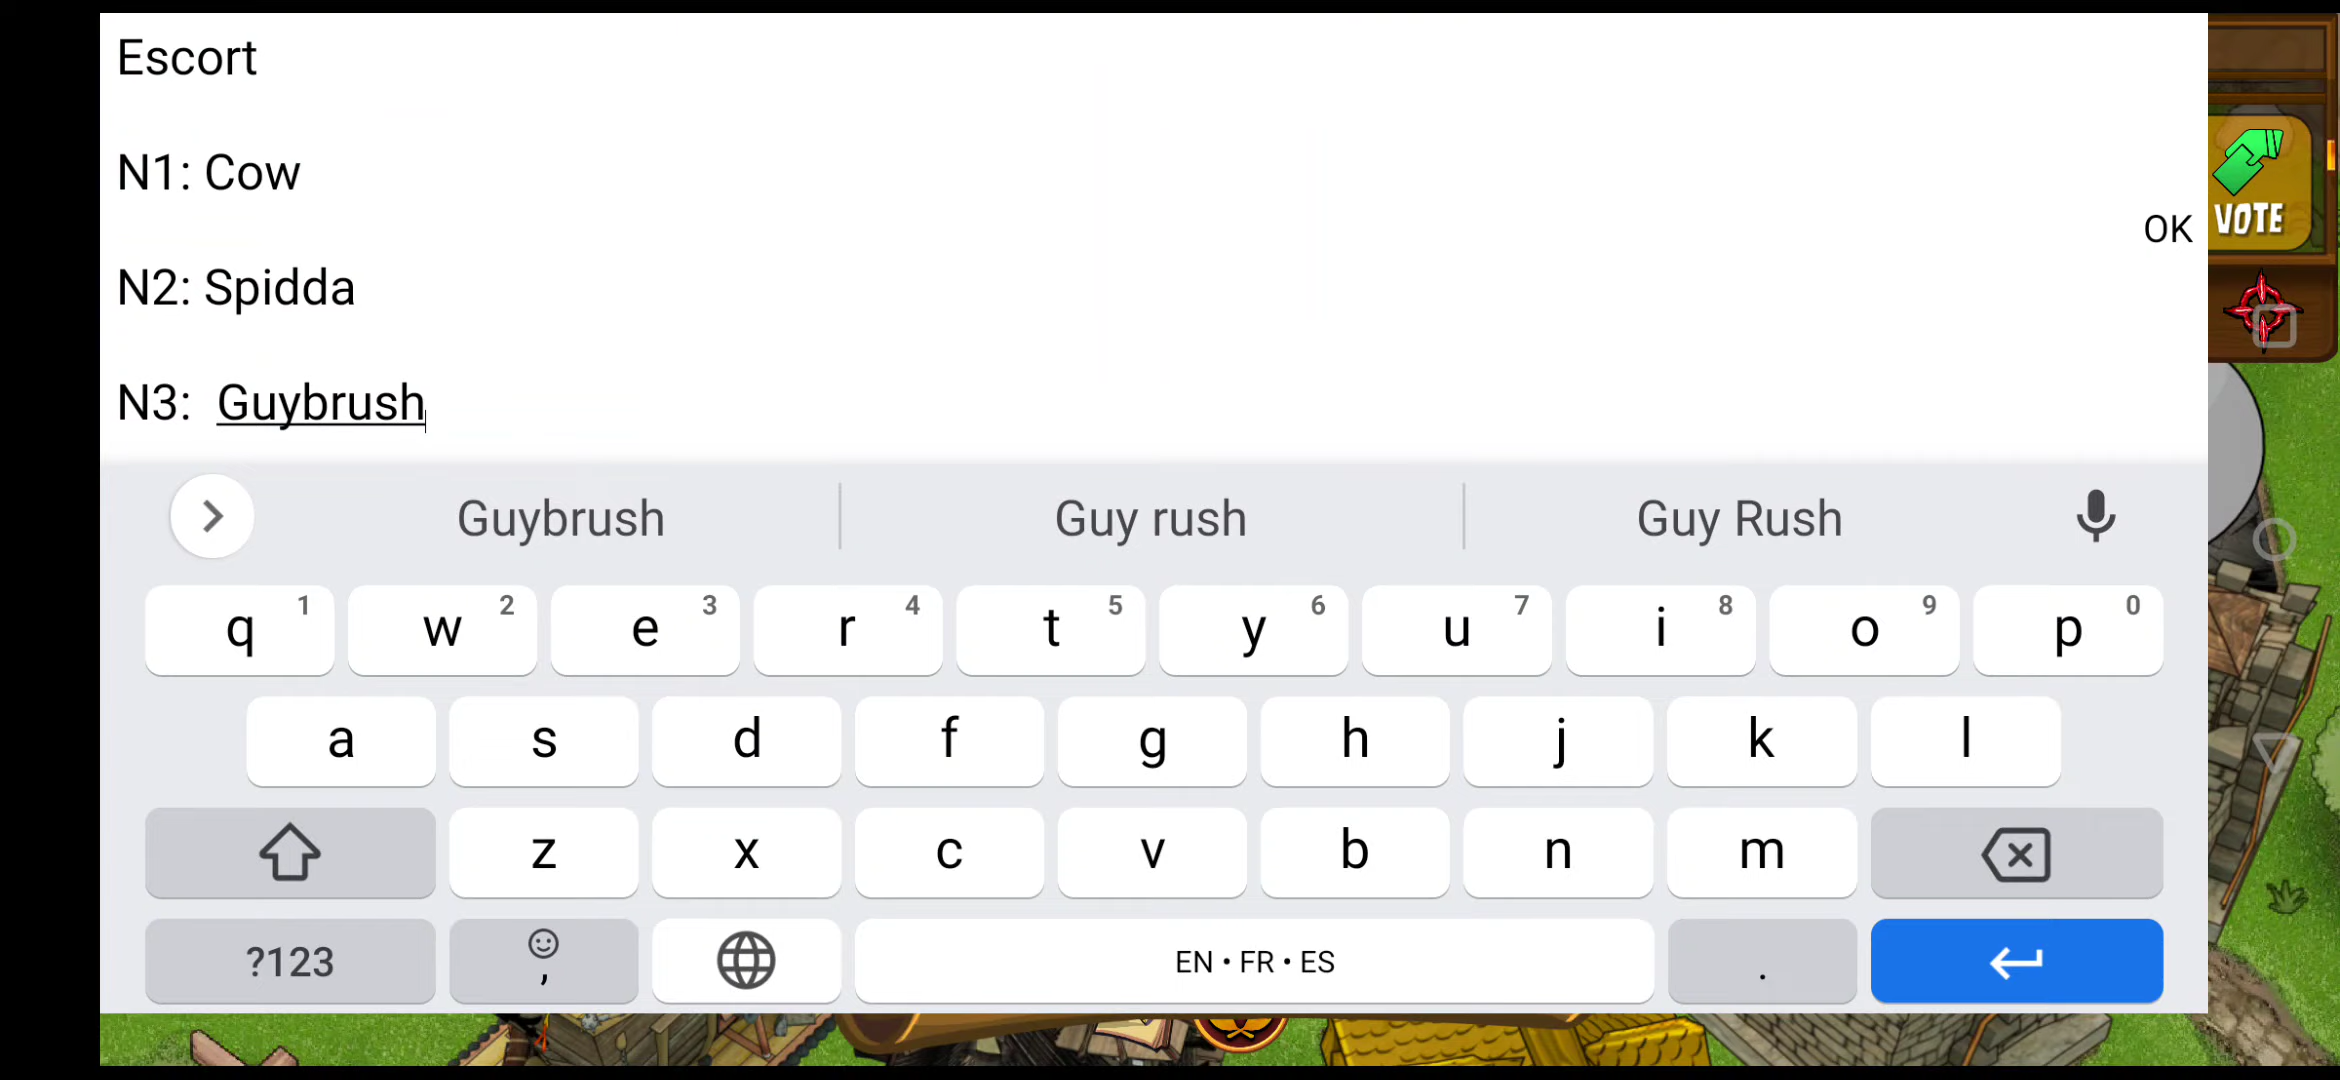 Escort
N1: Cow
OK
VOTE
N2: Spidda
N3: Guybrush
Guybrush
Guy rush
Guy Rush
q 1 w 2 e 3 r 4 t 5 y 6 u 7 i 8 o 9 p 0
a s d f g h j k l
z x c v b n m
?123 , EN • FR • ES .